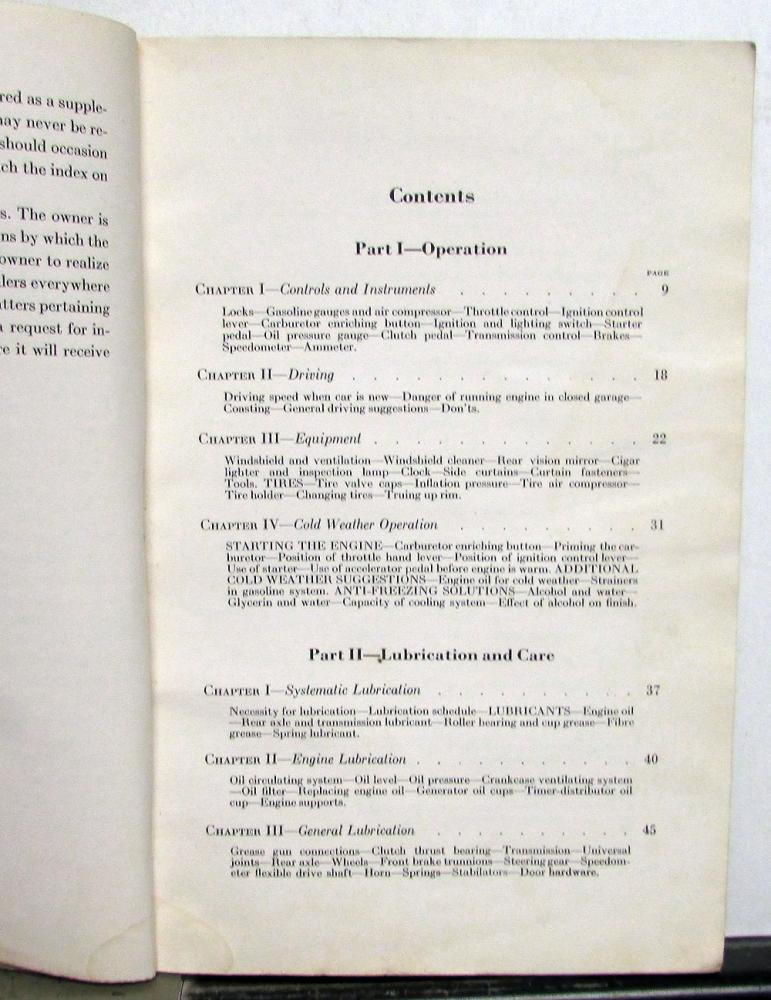 red as a supple-
may never be re-
should occasion
ch the index on
s. The owner is
ns by which the
owner to realize
lers everywhere
tters pertaining
request for in-
e it will receive
Contents
Part I—Operation
PAGE
CHAPTER I—Controls and Instruments . . . . . . . . 9
Locks—Gasoline gauges and air compressor—Throttle control—Ignition control
lever—Carburetor enriching button—Ignition and lighting switch—Starter
pedal—Oil pressure gauge—Clutch pedal—Transmission control—Brakes—
Speedometer—Ammeter.
CHAPTER II—Driving . . . . . . . . . . . . 18
Driving speed when car is new—Danger of running engine in closed garage—
Coasting—General driving suggestions—Don'ts.
CHAPTER III—Equipment . . . . . . . . . . . 22
Windshield and ventilation—Windshield cleaner—Rear vision mirror—Cigar
lighter and inspection lamp—Clock—Side curtains—Curtain fasteners—
Tools. TIRES—Tire valve caps—Inflation pressure—Tire air compressor—
Tire holder—Changing tires—Truing up rim.
CHAPTER IV—Cold Weather Operation . . . . . . . . 31
STARTING THE ENGINE—Carburetor enriching button—Priming the car-
buretor—Position of throttle hand lever—Position of ignition control lever—
Use of starter—Use of accelerator pedal before engine is warm. ADDITIONAL
COLD WEATHER SUGGESTIONS—Engine oil for cold weather—Strainers
in gasoline system. ANTI-FREEZING SOLUTIONS—Alcohol and water—
Glycerin and water—Capacity of cooling system—Effect of alcohol on finish.
Part II—Lubrication and Care
CHAPTER I—Systematic Lubrication . . . . . . . . . 37
Necessity for lubrication—Lubrication schedule—LUBRICANTS—Engine oil
—Rear axle and transmission lubricant—Roller bearing and cup grease—Fibre
grease—Spring lubricant.
CHAPTER II—Engine Lubrication . . . . . . . . . . 40
Oil circulating system—Oil level—Oil pressure—Crankcase ventilating system
—Oil filter—Replacing engine oil—Generator oil cups—Timer-distributor oil
cup—Engine supports.
CHAPTER III—General Lubrication . . . . . . . . . 45
Grease gun connections—Clutch thrust bearing—Transmission—Universal
joints—Rear axle—Wheels—Front brake trunnions—Steering gear—Speedom-
eter flexible drive shaft—Horn—Springs—Stabilators—Door hardware.